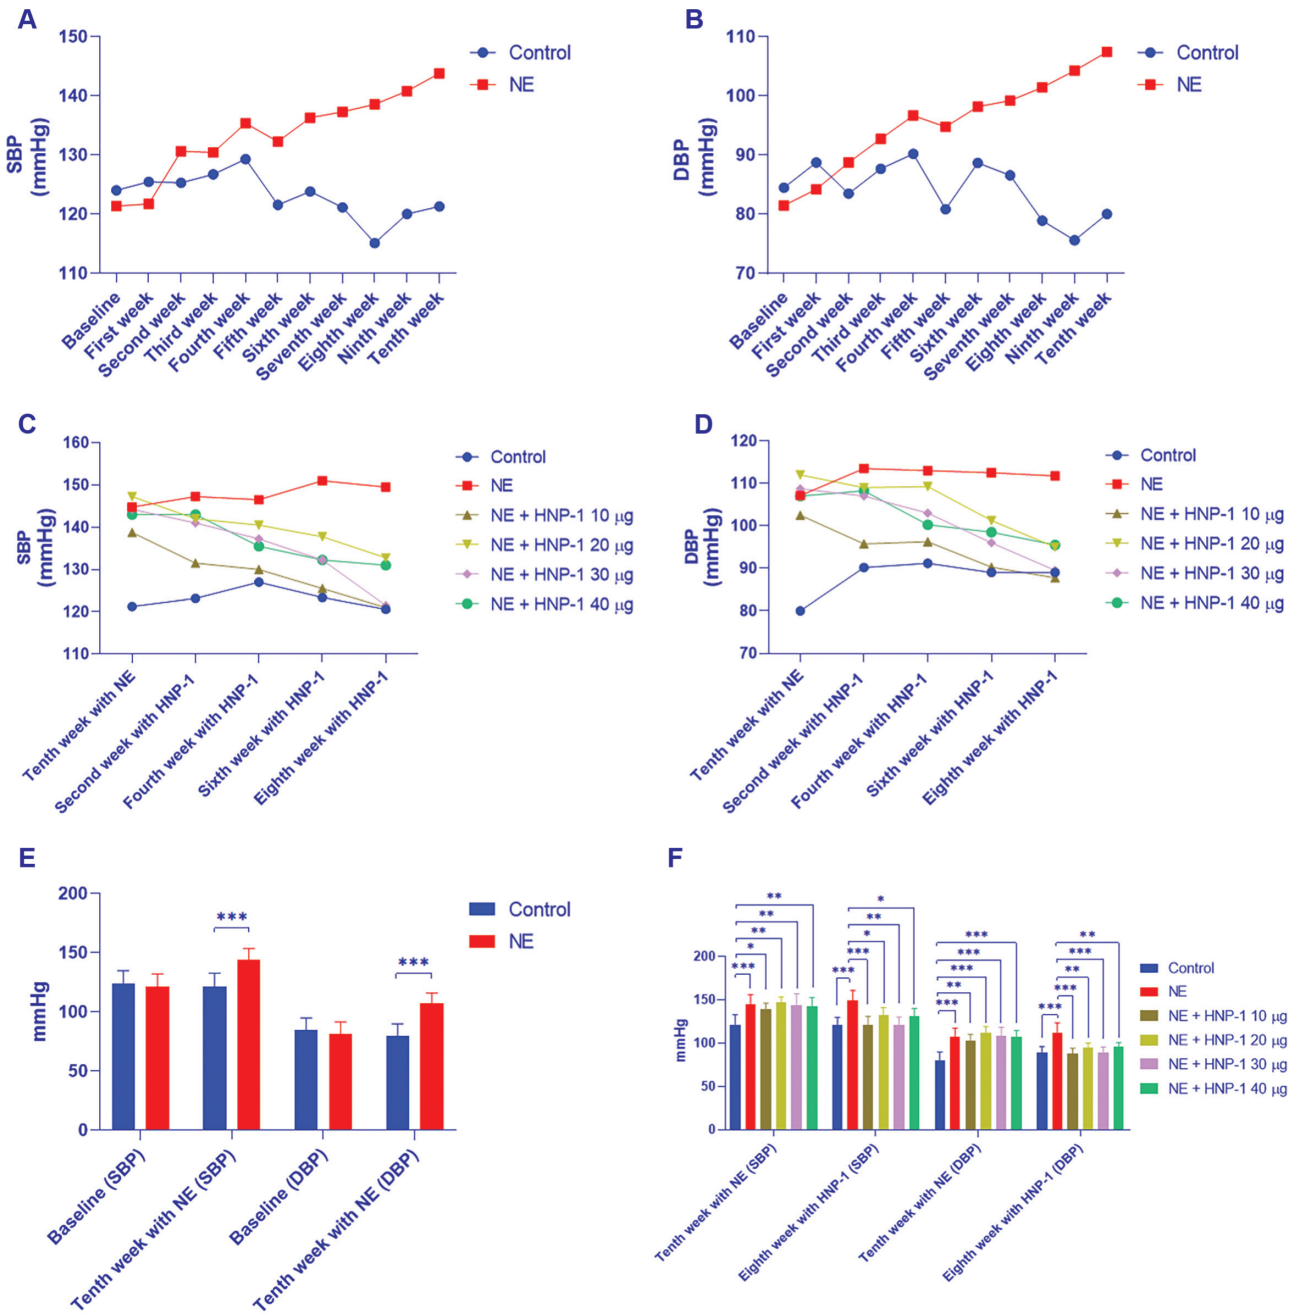 A
150
140
130
120
110
SBP
(mmHg)
Control
NE
Baseline
First week
Second week
Third week
Fourth week
Fifth week
Sixth week
Seventh week
Eighth week
Ninth week
Tenth week
B
110
100
90
80
70
DBP
(mmHg)
Control
NE
Baseline
First week
Second week
Third week
Fourth week
Fifth week
Sixth week
Seventh week
Eighth week
Ninth week
Tenth week
C
160
150
140
130
120
110
SBP
(mmHg)
Control
NE
NE + HNP-1 10 µg
NE + HNP-1 20 µg
NE + HNP-1 30 µg
NE + HNP-1 40 µg
Tenth week with NE
Second week with HNP-1
Fourth week with HNP-1
Sixth week with HNP-1
Eighth week with HNP-1
D
120
110
100
90
80
70
DBP
(mmHg)
Control
NE
NE + HNP-1 10 µg
NE + HNP-1 20 µg
NE + HNP-1 30 µg
NE + HNP-1 40 µg
Tenth week with NE
Second week with HNP-1
Fourth week with HNP-1
Sixth week with HNP-1
Eighth week with HNP-1
E
200
150
100
50
0
mmHg
***
***
Control
NE
Baseline (SBP)
Tenth week with NE (SBP)
Baseline (DBP)
Tenth week with NE (DBP)
F
200
150
100
50
0
mmHg
**
**
**
*
***
*
**
*
***
***
***
***
***
**
***
**
***
**
***
***
Control
NE
NE + HNP-1 10 µg
NE + HNP-1 20 µg
NE + HNP-1 30 µg
NE + HNP-1 40 µg
Tenth week with NE (SBP)
Eighth week with HNP-1 (SBP)
Tenth week with NE (DBP)
Eighth week with HNP-1 (DBP)